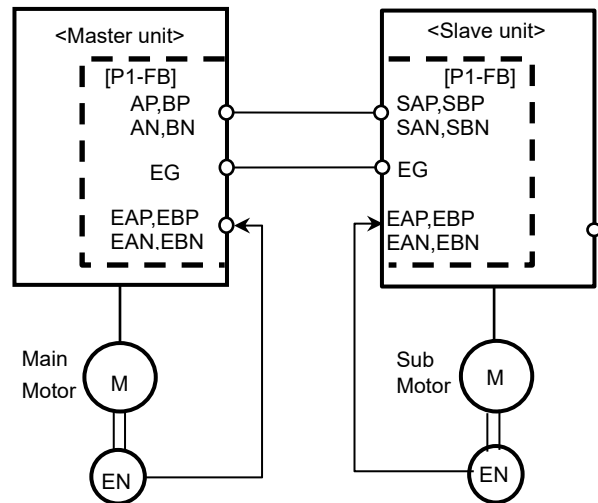 <Master unit>
[P1-FB]
AP,BP
AN,BN
EG
EAP,EBP
EAN,EBN
Main
Motor
M
EN
<Slave unit>
[P1-FB]
SAP,SBP
SAN,SBN
EG
EAP,EBP
EAN,EBN
Sub
Motor
M
EN